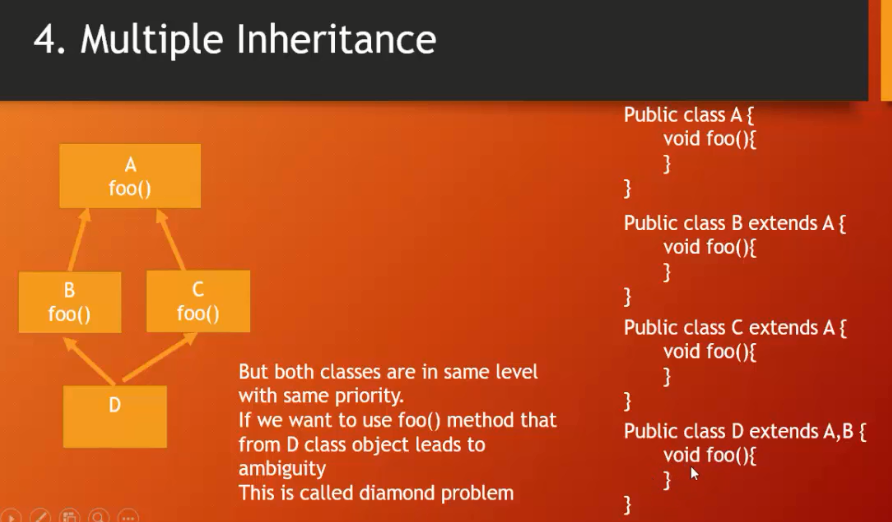 4. Multiple Inheritance
A
foo()
B
foo()
C
foo()
D
But both classes are in same level
with same priority.
If we want to use foo() method that
from D class object leads to
ambiguity
This is called diamond problem
Public class A {
void foo(){
}
}
Public class B extends A {
void foo(){
}
}
Public class C extends A {
void foo(){
}
}
Public class D extends A,B {
void foo(){
}
}